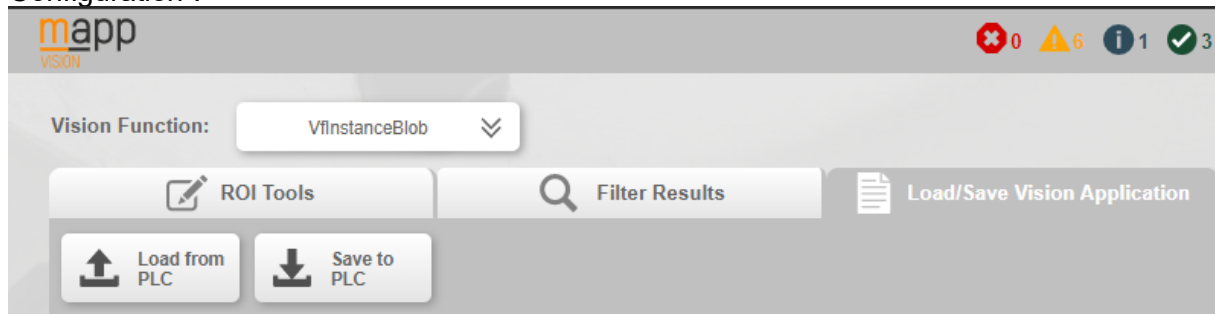 Configuration .
mapp
VISION
0 6 1 3
Vision Function: VfInstanceBlob
ROI Tools Filter Results Load/Save Vision Application
Load from PLC
Save to PLC